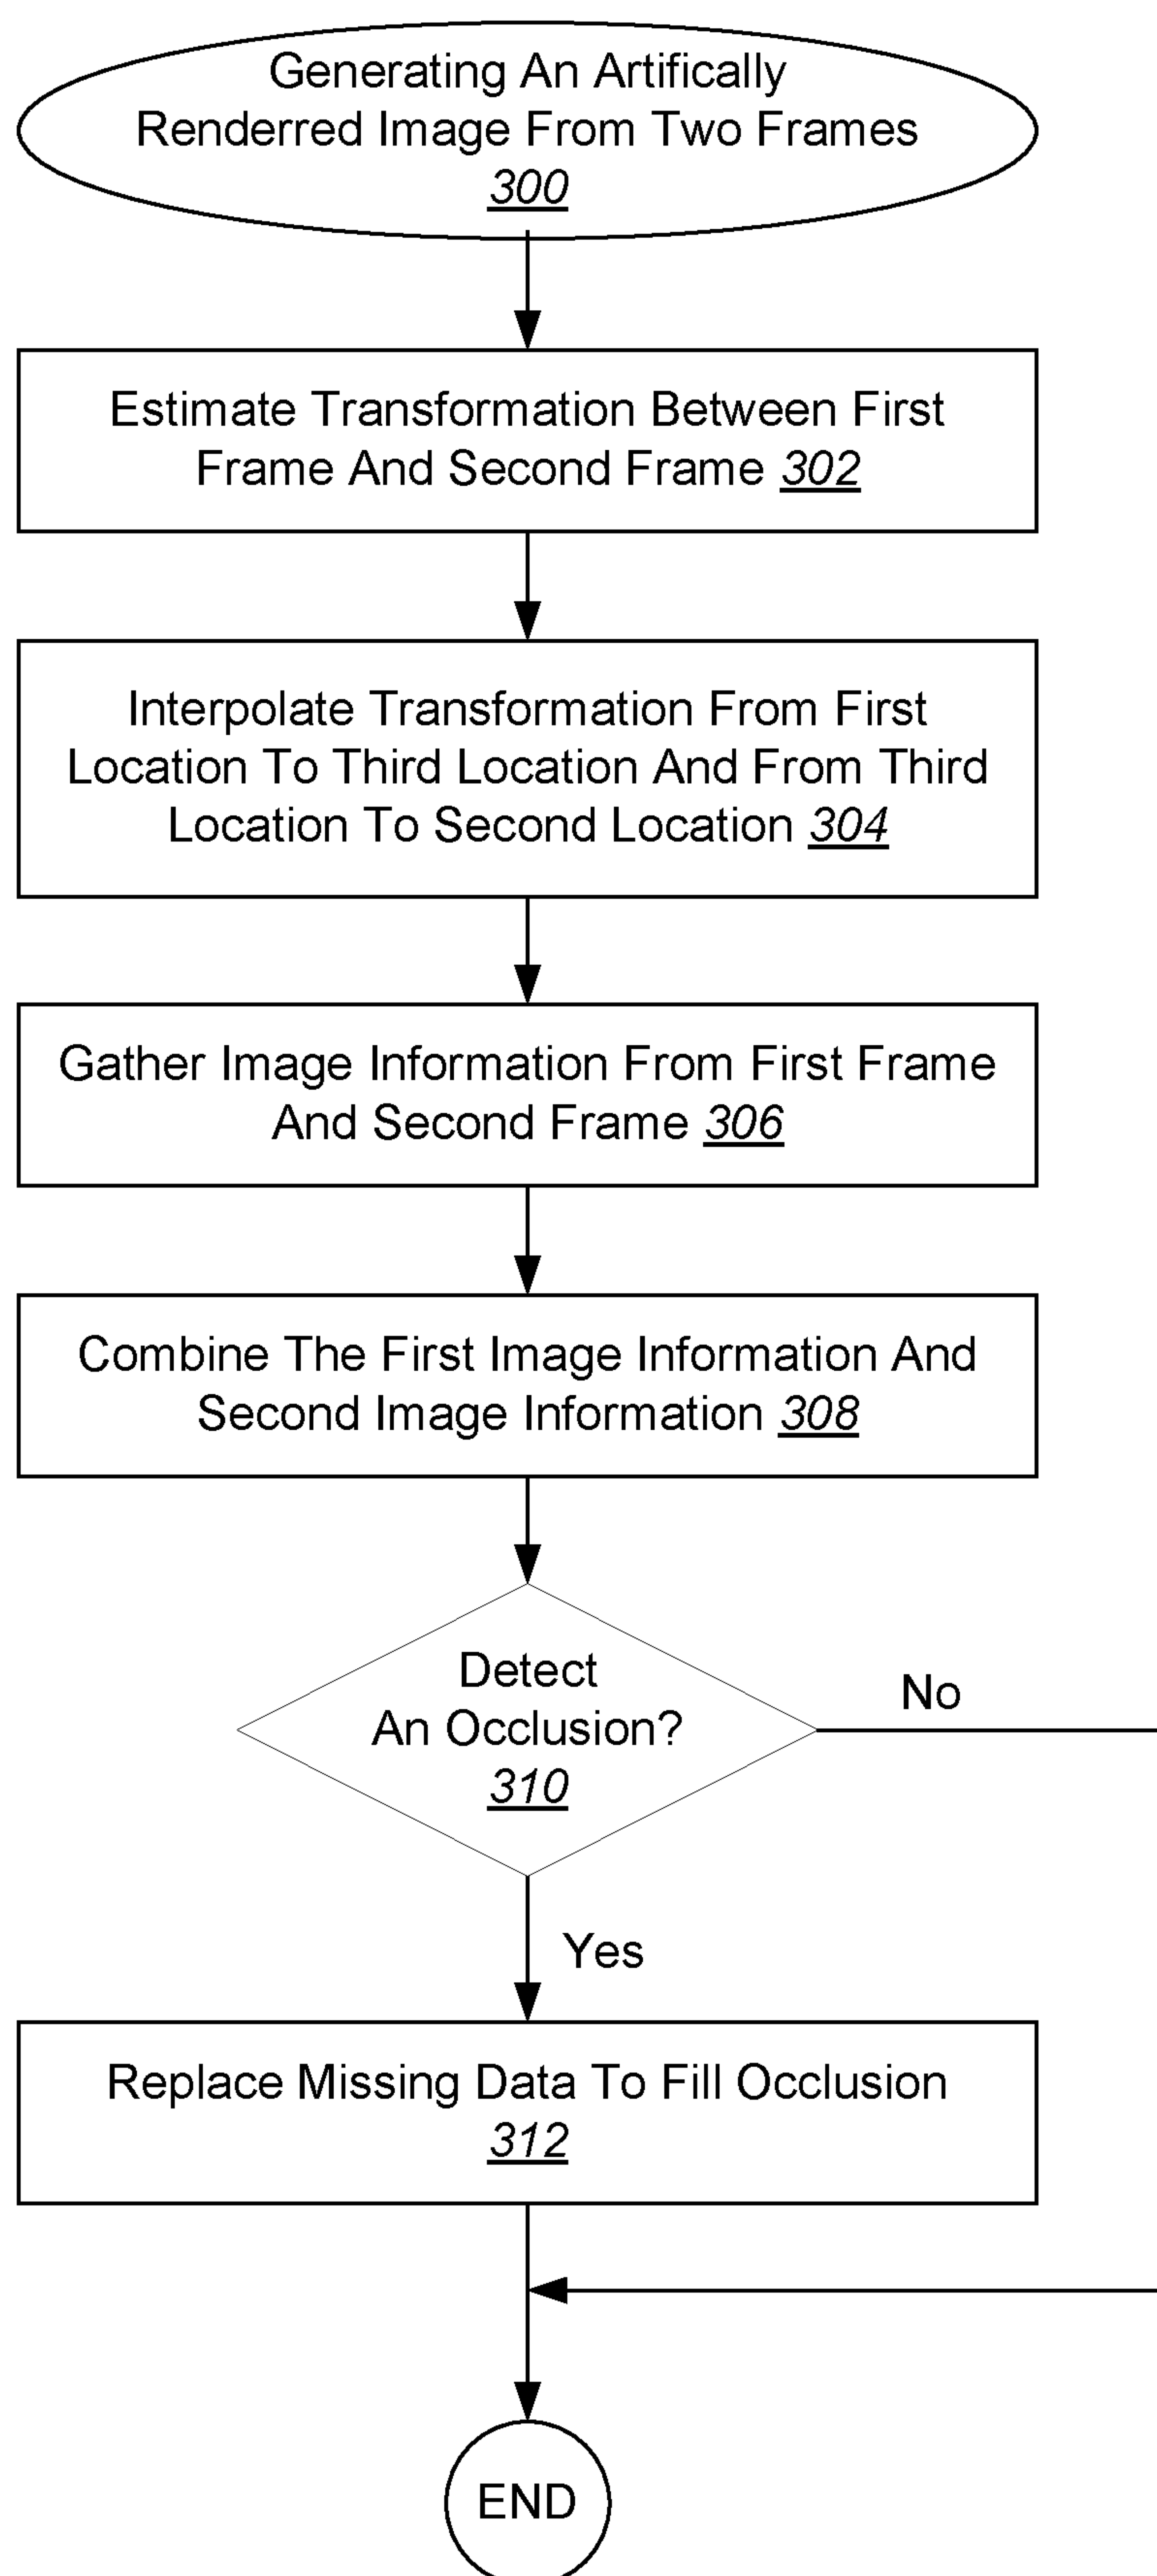 Generating An Artifically
Renderred Image From Two Frames
300
Estimate Transformation Between First
Frame And Second Frame 302
Interpolate Transformation From First
Location To Third Location And From Third
Location To Second Location 304
Gather Image Information From First Frame
And Second Frame 306
Combine The First Image Information And
Second Image Information 308
Detect
An Occlusion?
310
No
Yes
Replace Missing Data To Fill Occlusion
312
END